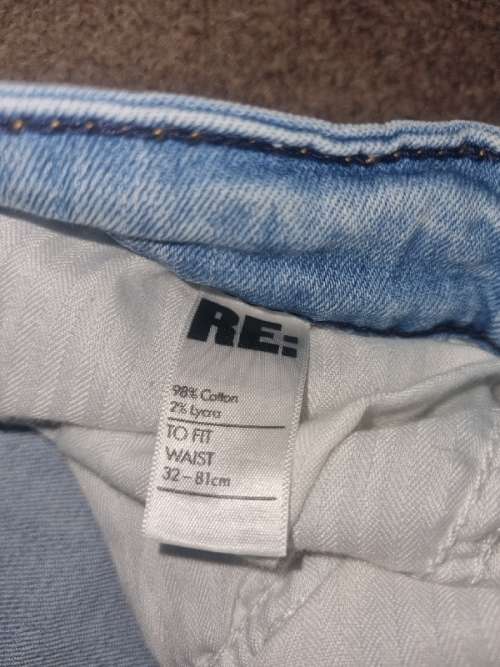 RE:
98% Cotton
2% Lycra
TO FIT
WAIST
32 – 81cm